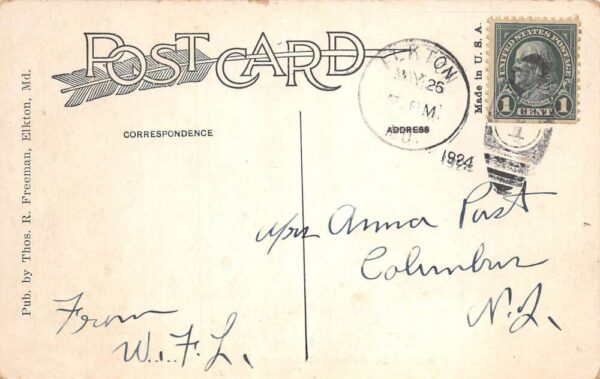 POST CARD
CORRESPONDENCE
ADDRESS
Pub. by Thos. R. Freeman, Elkton, Md.
Made in U.S.A.
ELKTON
26
M.
1924
UNITED STATES POSTAGE
1 CENT 1
Mrs Anna Post
Columbus
N.J.
From
W.F.L.